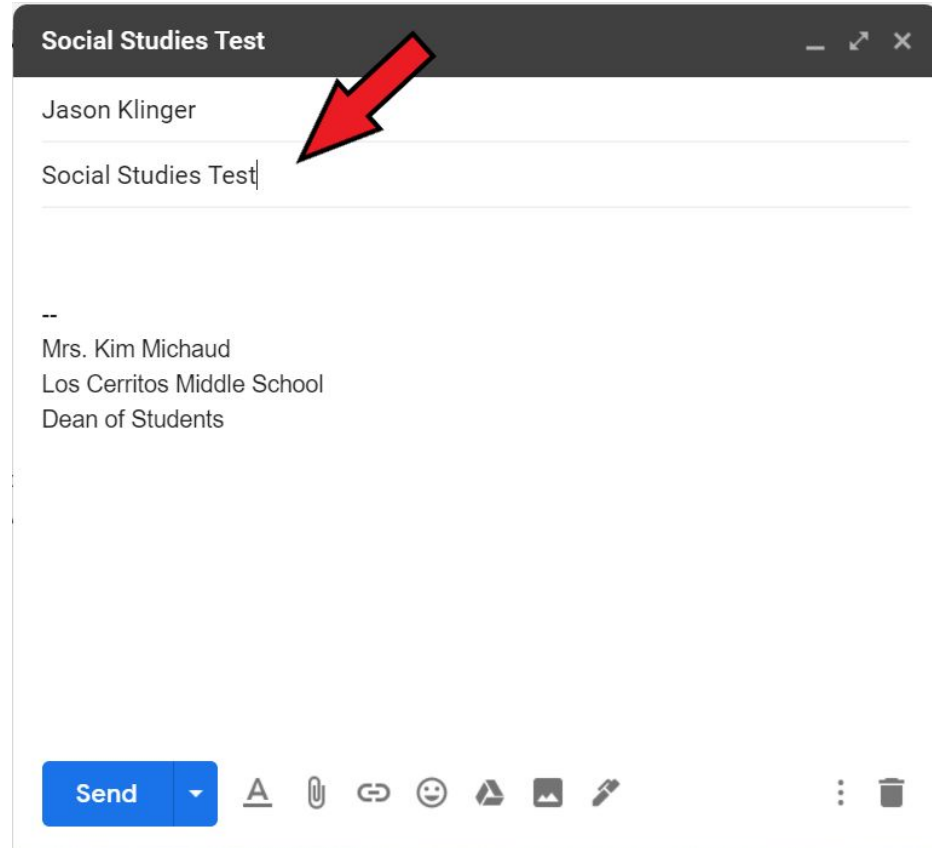 Social Studies Test
Jason Klinger
Social Studies Test
--
Mrs. Kim Michaud
Los Cerritos Middle School
Dean of Students
Send